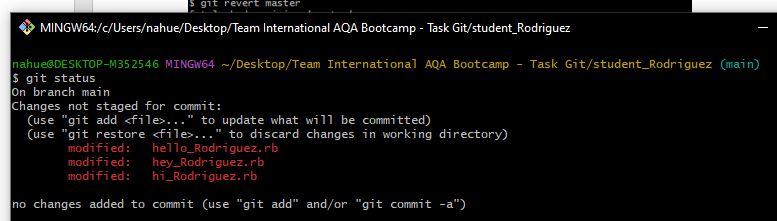 $ git revert master
MINGW64:/c/Users/nahue/Desktop/Team International AQA Bootcamp - Task Git/student_Rodriguez
nahue@DESKTOP-M352546 MINGW64 ~/Desktop/Team International AQA Bootcamp - Task Git/student_Rodriguez (main)
$ git status
On branch main
Changes not staged for commit:
  (use "git add <file>..." to update what will be committed)
  (use "git restore <file>..." to discard changes in working directory)
        modified:   hello_Rodriguez.rb
        modified:   hey_Rodriguez.rb
        modified:   hi_Rodriguez.rb
no changes added to commit (use "git add" and/or "git commit -a")